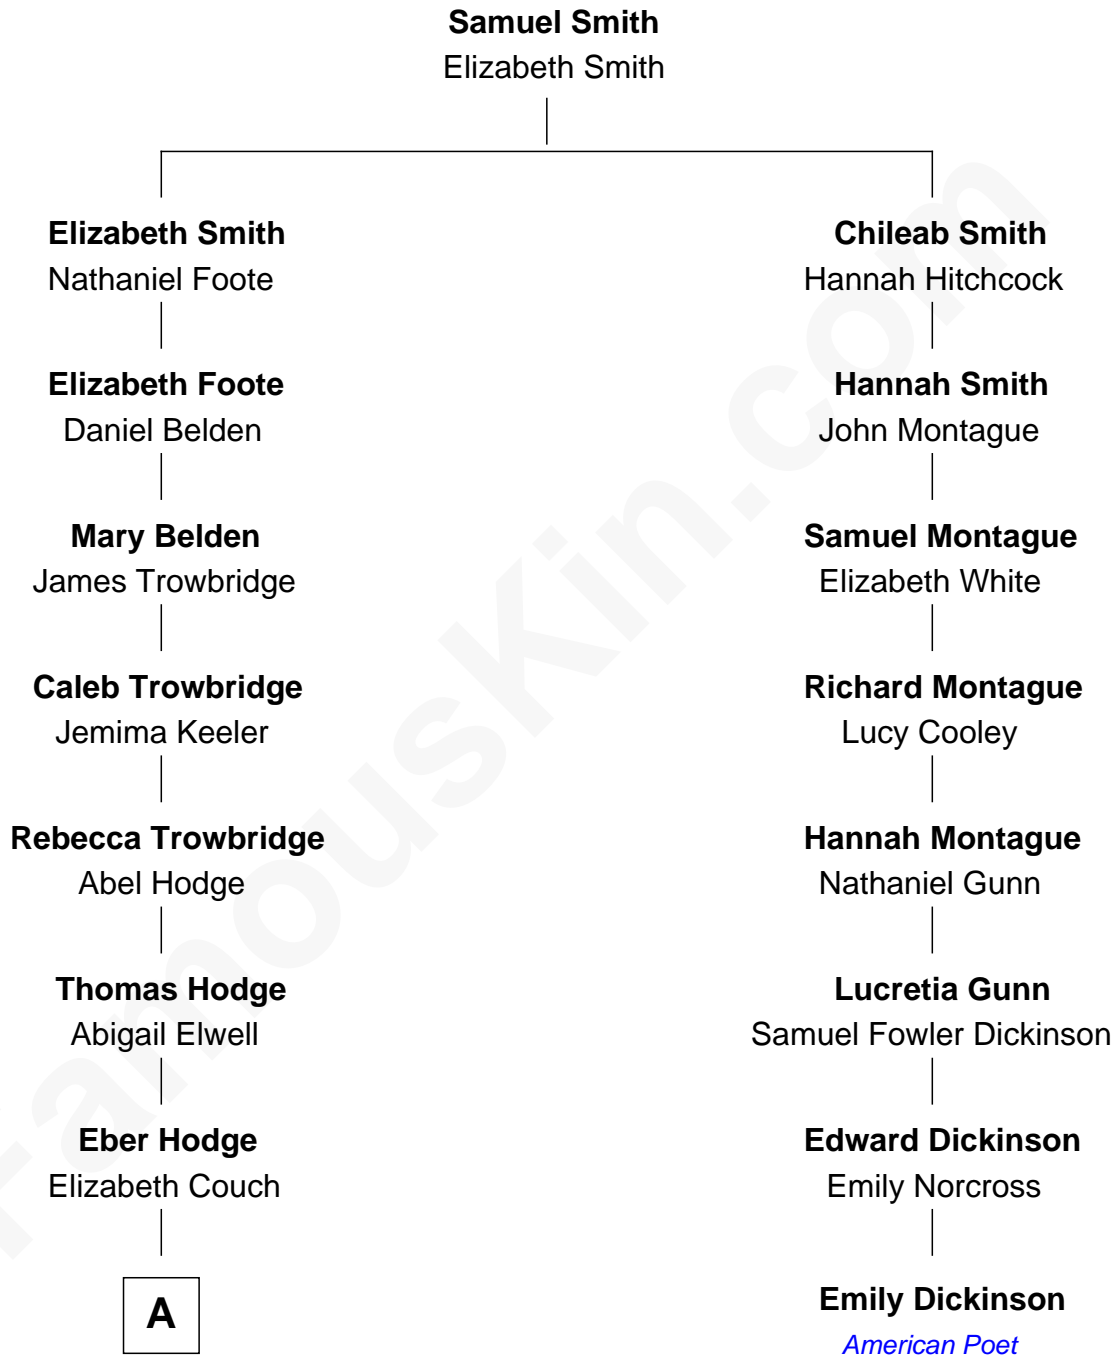 Samuel Smith
Elizabeth Smith
Elizabeth Smith
Nathaniel Foote
Chileab Smith
Hannah Hitchcock
Elizabeth Foote
Daniel Belden
Hannah Smith
John Montague
Mary Belden
James Trowbridge
Samuel Montague
Elizabeth White
Caleb Trowbridge
Jemima Keeler
Richard Montague
Lucy Cooley
Rebecca Trowbridge
Abel Hodge
Hannah Montague
Nathaniel Gunn
Thomas Hodge
Abigail Elwell
Lucretia Gunn
Samuel Fowler Dickinson
Eber Hodge
Elizabeth Couch
Edward Dickinson
Emily Norcross
A
Emily Dickinson
American Poet
FamousKin.com